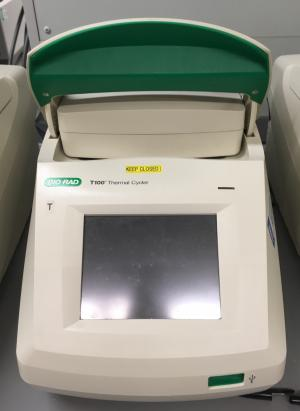 KEEP CLOSED
BIO-RAD T100™ Thermal Cycler
T